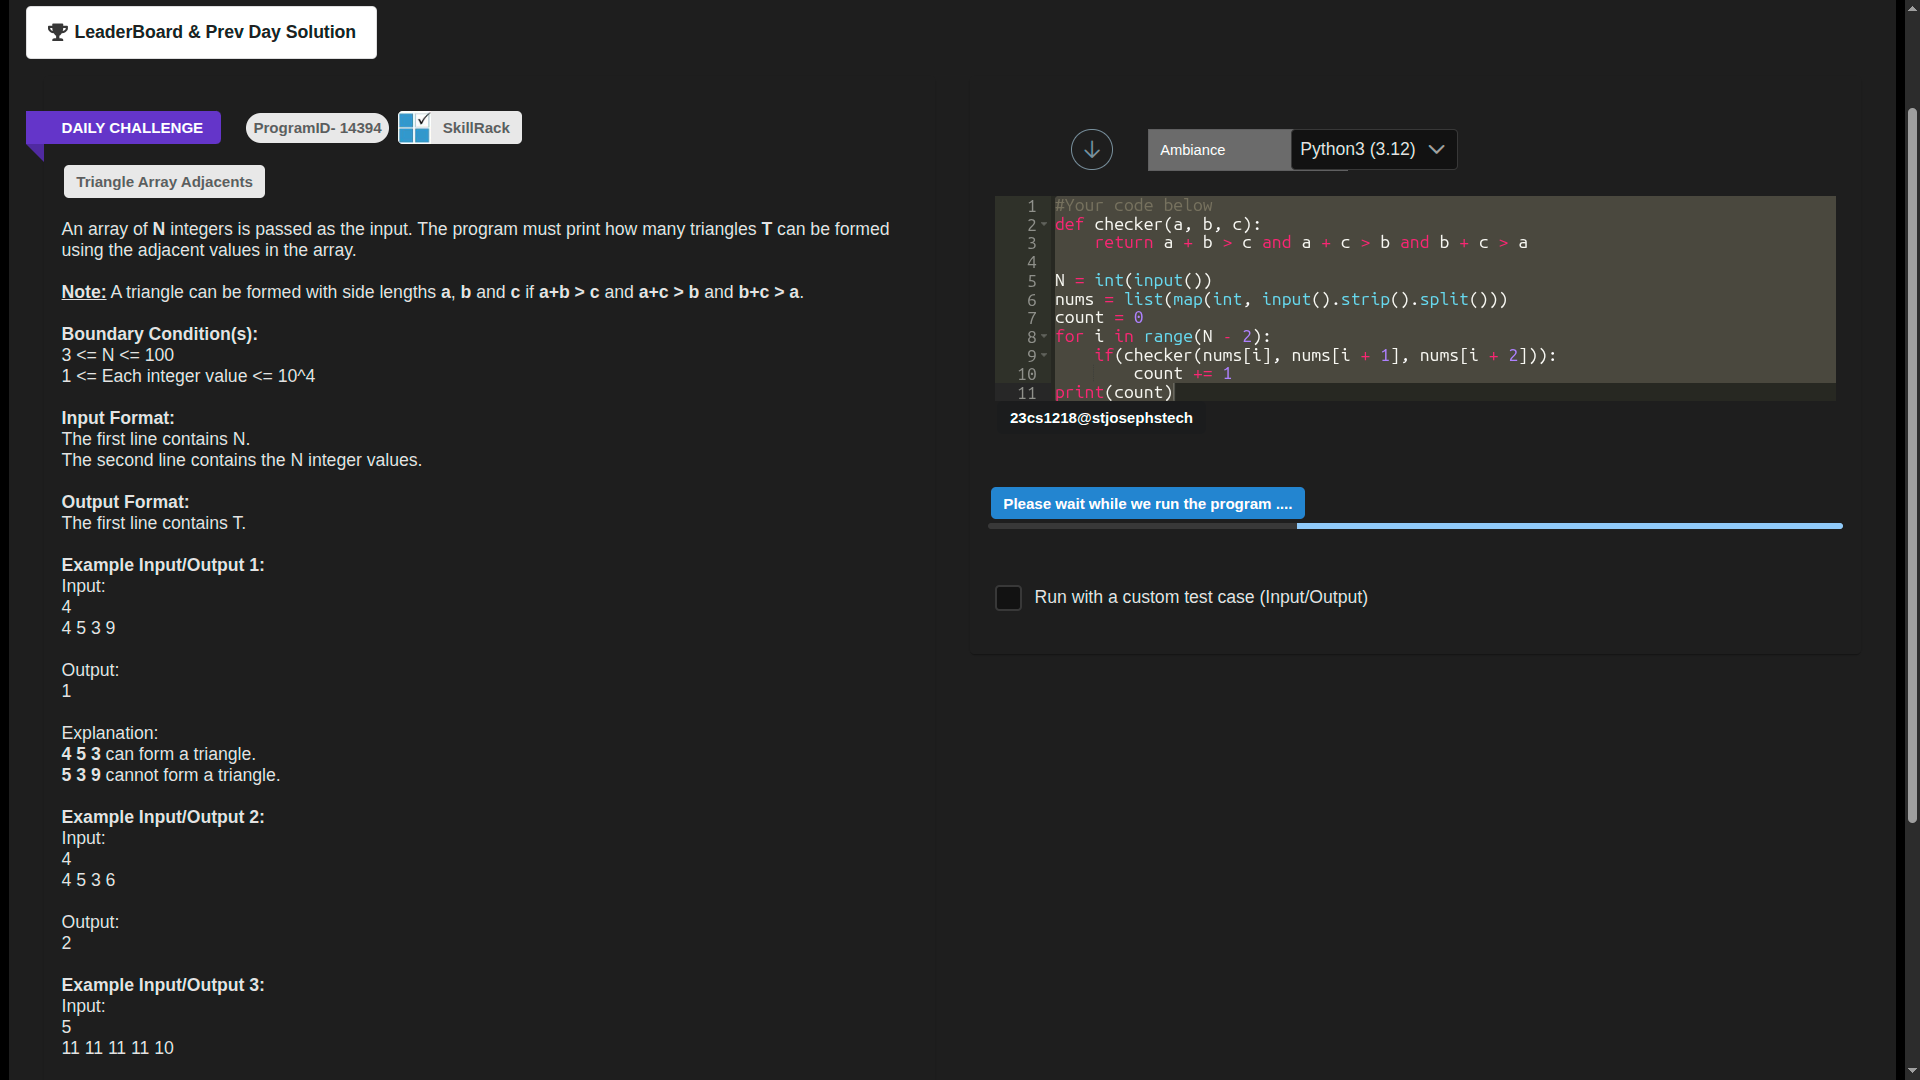 LeaderBoard & Prev Day Solution
DAILY CHALLENGE
ProgramID- 14394
SkillRack
Triangle Array Adjacents
An array of N integers is passed as the input. The program must print how many triangles T can be formed
using the adjacent values in the array.
Note: A triangle can be formed with side lengths a, b and c if a+b > c and a+c > b and b+c > a.
Boundary Condition(s):
3 <= N <= 100
1 <= Each integer value <= 10^4
Input Format:
The first line contains N.
The second line contains the N integer values.
Output Format:
The first line contains T.
Example Input/Output 1:
Input:
4
4 5 3 9
Output:
1
Explanation:
4 5 3 can form a triangle.
5 3 9 cannot form a triangle.
Example Input/Output 2:
Input:
4
4 5 3 6
Output:
2
Example Input/Output 3:
Input:
5
11 11 11 11 10
Ambiance
Python3 (3.12)
1 #Your code below
2 def checker(a, b, c):
3     return a + b > c and a + c > b and b + c > a
4
5 N = int(input())
6 nums = list(map(int, input().strip().split()))
7 count = 0
8 for i in range(N - 2):
9     if(checker(nums[i], nums[i + 1], nums[i + 2])):
10         count += 1
11 print(count)
23cs1218@stjosephstech
Please wait while we run the program ....
Run with a custom test case (Input/Output)